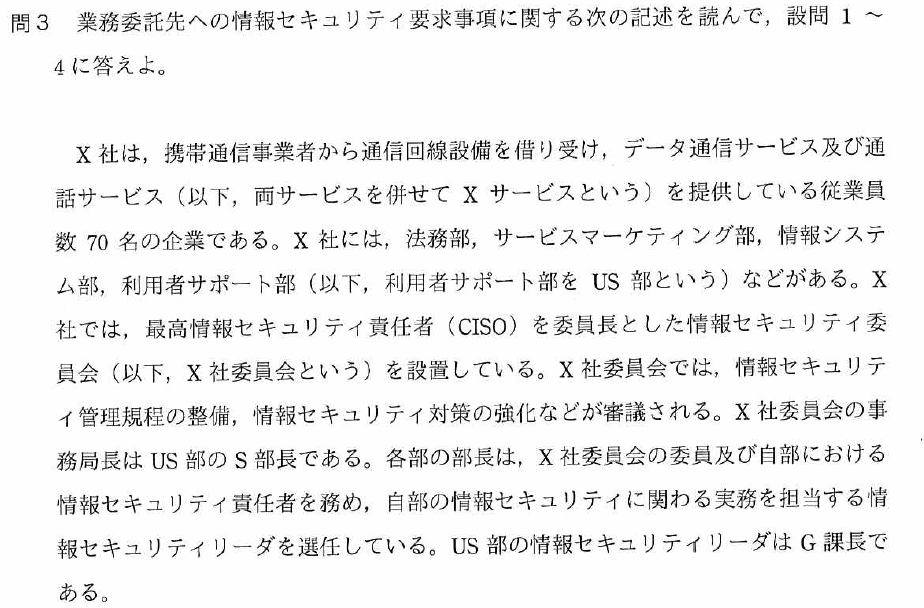 問3 業務委託先への情報セキュリティ要求事項に関する次の記述を読んで，設問 1 ～
4 に答えよ。
X 社は，携帯通信事業者から通信回線設備を借り受け，データ通信サービス及び通
話サービス（以下，両サービスを併せて X サービスという）を提供している従業員
数 70 名の企業である。X 社には，法務部，サービスマーケティング部，情報システ
ム部，利用者サポート部（以下，利用者サポート部を US 部という）などがある。X
社では，最高情報セキュリティ責任者（CISO）を委員長とした情報セキュリティ委
員会（以下，X 社委員会という）を設置している。X 社委員会では，情報セキュリテ
ィ管理規程の整備，情報セキュリティ対策の強化などが審議される。X 社委員会の事
務局長は US 部の S 部長である。各部の部長は，X 社委員会の委員及び自部における
情報セキュリティ責任者を務め，自部の情報セキュリティに関わる実務を担当する情
報セキュリティリーダを選任している。US 部の情報セキュリティリーダは G 課長で
ある。